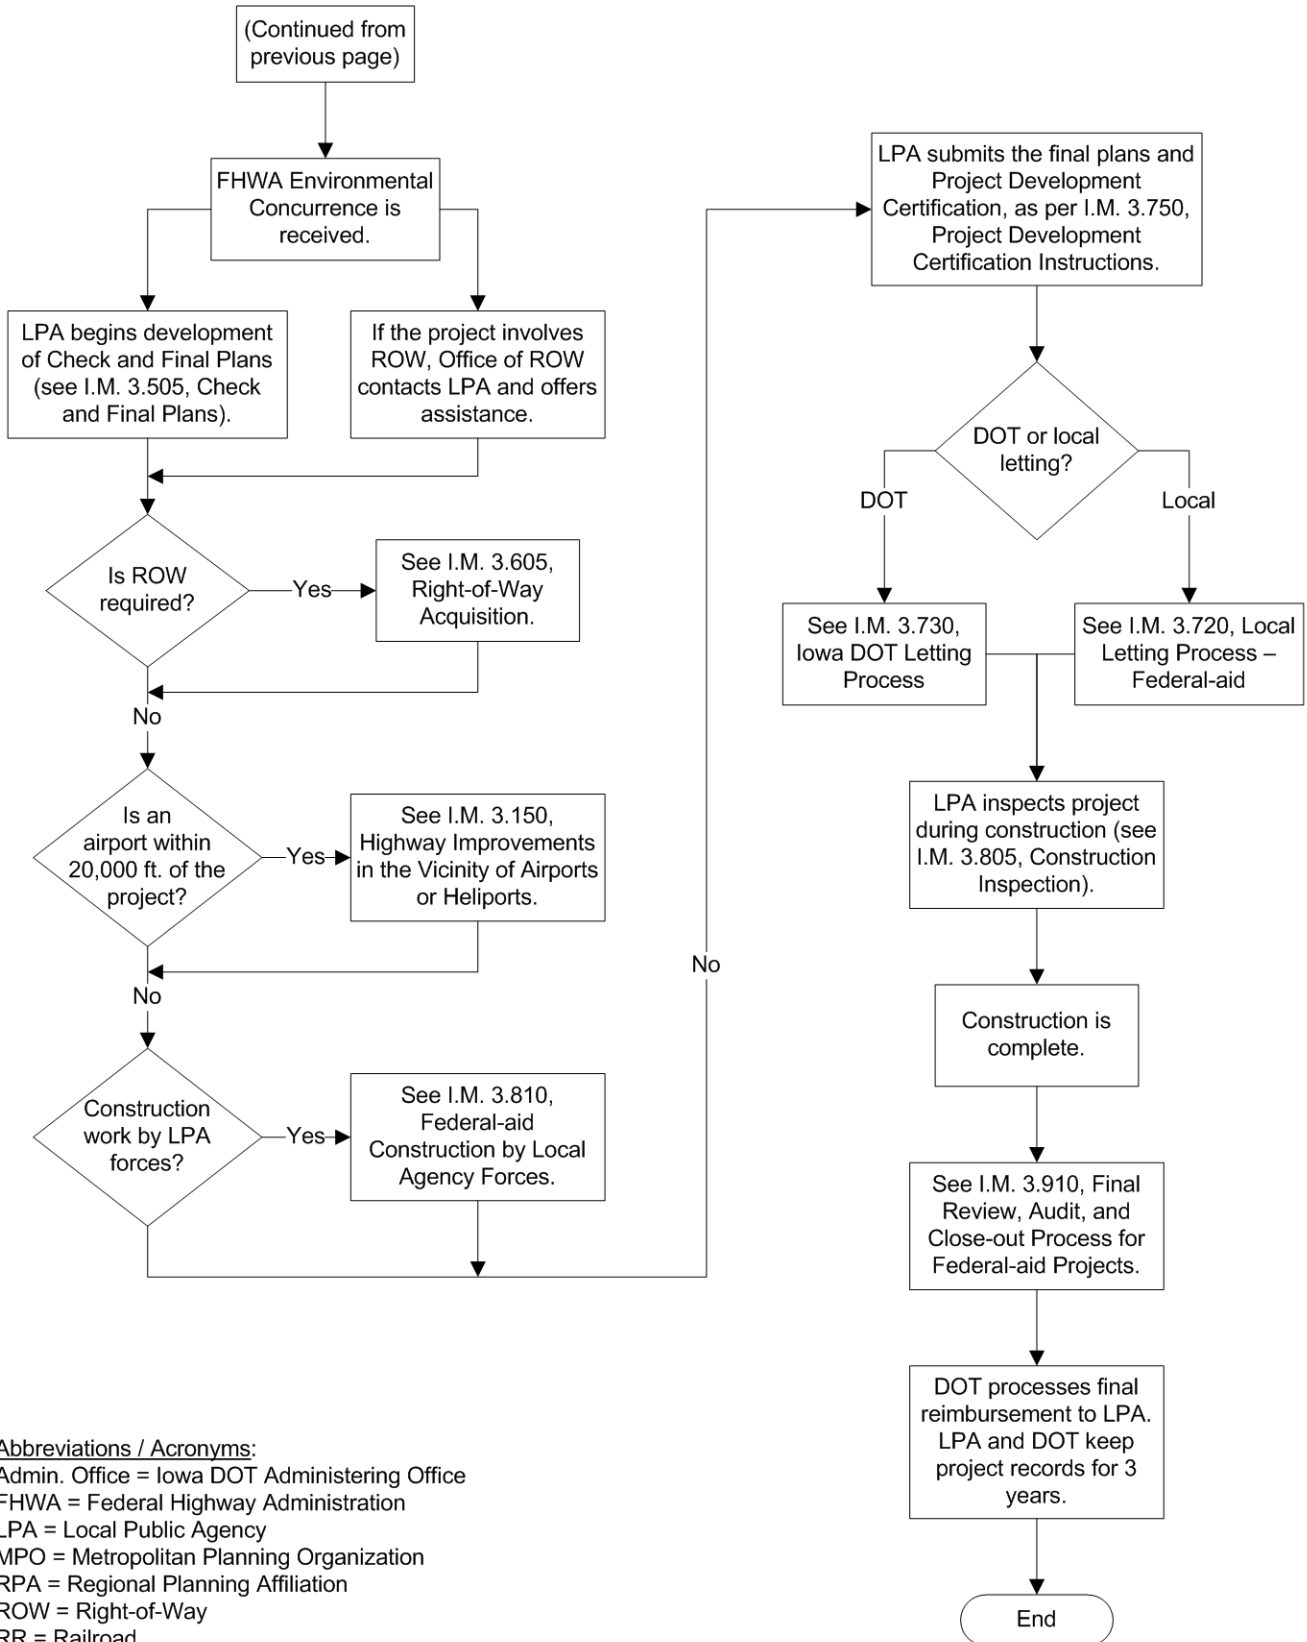 (Continued from
previous page)
FHWA Environmental
Concurrence is
received.
LPA begins development
of Check and Final Plans
(see I.M. 3.505, Check
and Final Plans).
If the project involves
ROW, Office of ROW
contacts LPA and offers
assistance.
Is ROW
required?
Yes
See I.M. 3.605,
Right-of-Way
Acquisition.
No
Is an
airport within
20,000 ft. of the
project?
Yes
See I.M. 3.150,
Highway Improvements
in the Vicinity of Airports
or Heliports.
No
Construction
work by LPA
forces?
Yes
See I.M. 3.810,
Federal-aid
Construction by Local
Agency Forces.
No
LPA submits the final plans and
Project Development
Certification, as per I.M. 3.750,
Project Development
Certification Instructions.
DOT or local
letting?
DOT
Local
See I.M. 3.730,
Iowa DOT Letting
Process
See I.M. 3.720, Local
Letting Process –
Federal-aid
LPA inspects project
during construction (see
I.M. 3.805, Construction
Inspection).
Construction is
complete.
See I.M. 3.910, Final
Review, Audit, and
Close-out Process for
Federal-aid Projects.
DOT processes final
reimbursement to LPA.
LPA and DOT keep
project records for 3
years.
End
Abbreviations / Acronyms:
Admin. Office = Iowa DOT Administering Office
FHWA = Federal Highway Administration
LPA = Local Public Agency
MPO = Metropolitan Planning Organization
RPA = Regional Planning Affiliation
ROW = Right-of-Way
RR = Railroad